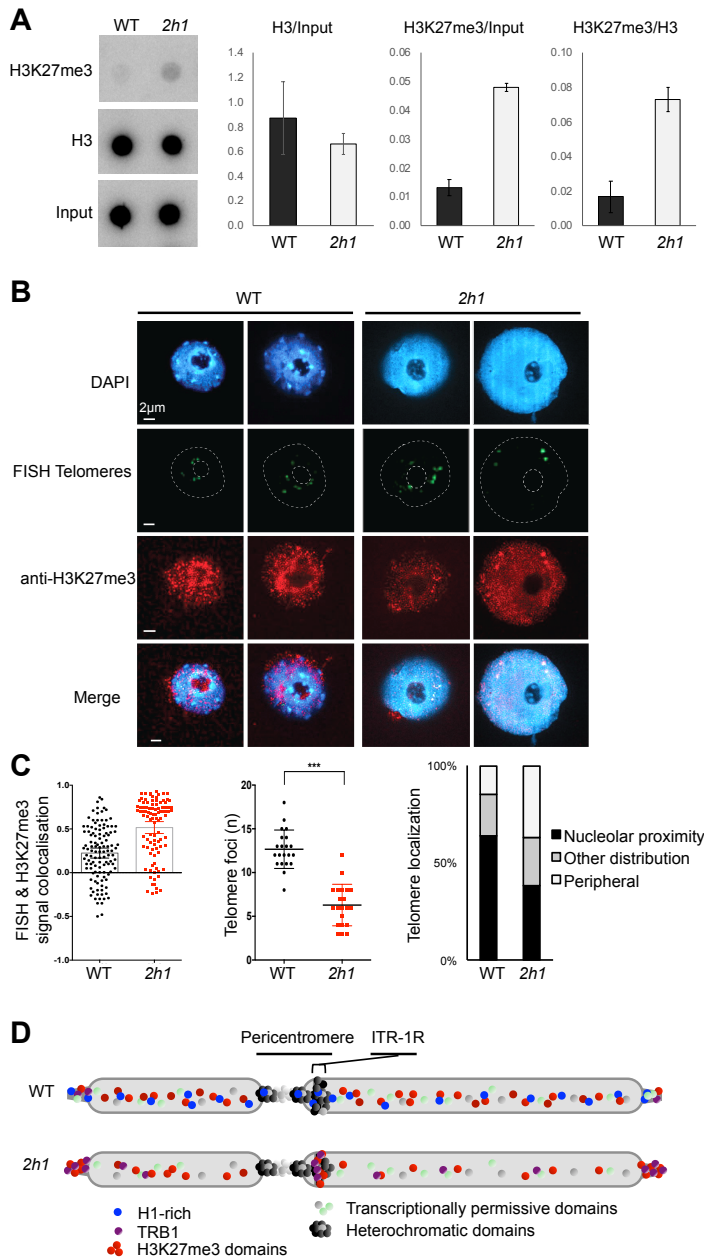 A
WT 2h1
H3K27me3
H3
Input
H3/Input
1.4
1.2
1.0
0.8
0.6
0.4
0.2
0.0
WT 2h1
H3K27me3/Input
0.06
0.05
0.04
0.03
0.02
0.01
0.00
WT 2h1
H3K27me3/H3
0.10
0.08
0.06
0.04
0.02
0.00
WT 2h1
B
WT 2h1
DAPI
2µm
FISH Telomeres
anti-H3K27me3
Merge
C
FISH & H3K27me3
signal colocalisation
1.0
0.5
0.0
-0.5
-1.0
WT 2h1
Telomere foci (n)
***
20
15
10
5
0
WT 2h1
Telomere localization
100%
50%
0%
WT 2h1
Nucleolar proximity
Other distribution
Peripheral
D
Pericentromere ITR-1R
WT
2h1
H1-rich
TRB1
H3K27me3 domains
Transcriptionally permissive domains
Heterochromatic domains